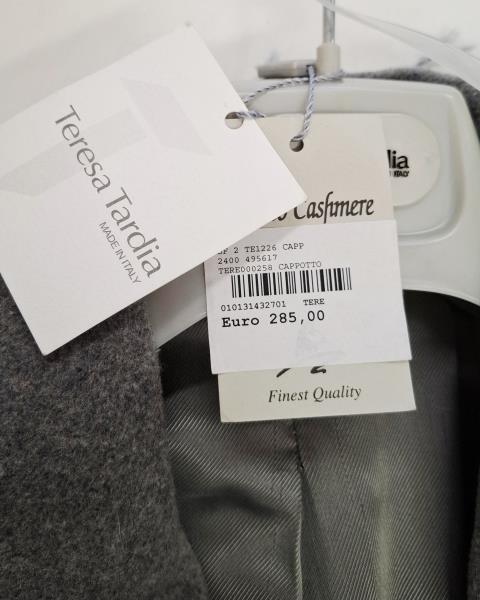 Teresa Tardia
MADE IN ITALY
dia
ITALY
Cashmere
2 TE1226 CAPP
2400 495617
TERE000258 CAPPOTTO
010131432701 TERE
Euro 285,00
Finest Quality